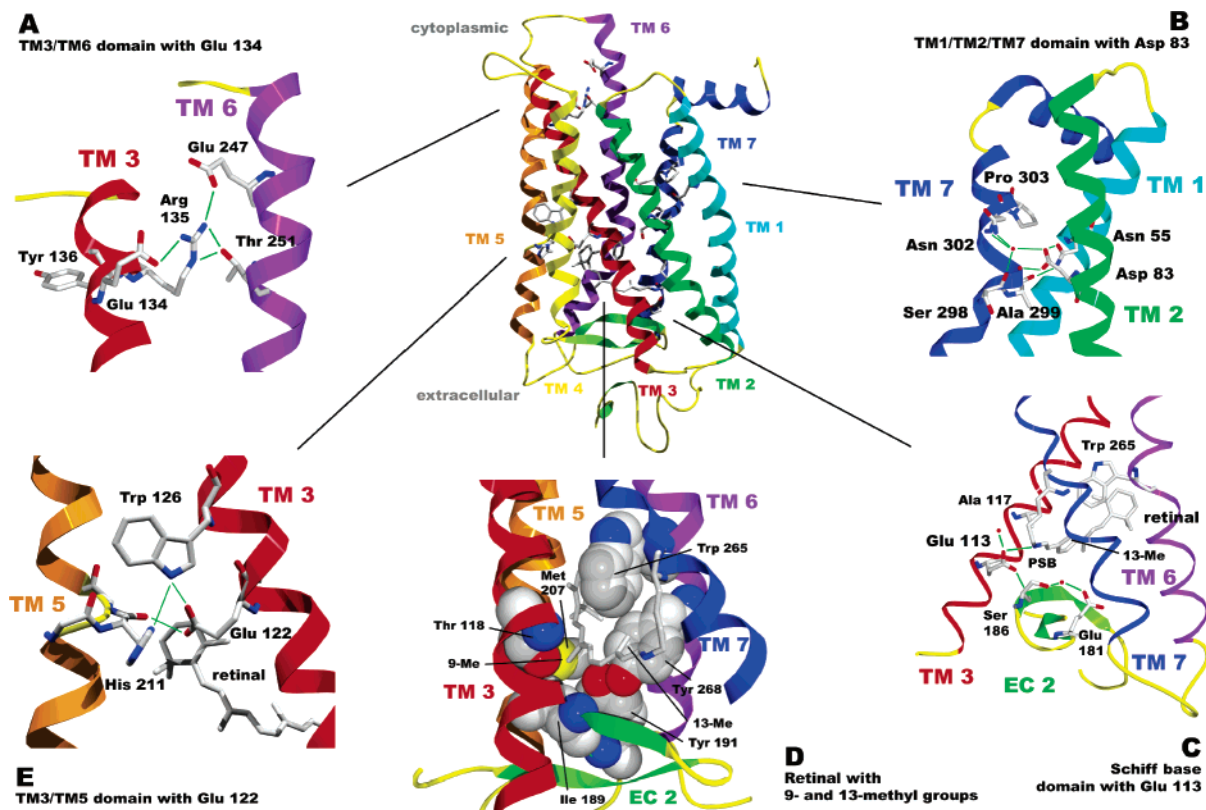 A
TM3/TM6 domain with Glu 134
TM 6
Glu 247
TM 3
Arg
135
Thr 251
Tyr 136
Glu 134
cytoplasmic
TM 6
TM 7
TM 5
TM 1
TM 4
TM 3
TM 2
extracellular
B
TM1/TM2/TM7 domain with Asp 83
Pro 303
TM 7
TM 1
Asn 302
Asn 55
Asp 83
Ser 298
Ala 299
TM 2
Trp 126
TM 3
TM 5
Glu 122
His 211
retinal
E
TM3/TM5 domain with Glu 122
TM 6
TM 5
Trp 265
Met
207
Thr 118
TM 7
9-Me
TM 3
Tyr 268
13-Me
Tyr 191
Ile 189
EC 2
D
Retinal with
9- and 13-methyl groups
Trp 265
Ala 117
retinal
Glu 113
13-Me
PSB
TM 6
Ser
186
Glu
181
TM 7
TM 3
EC 2
C
Schiff base
domain with Glu 113